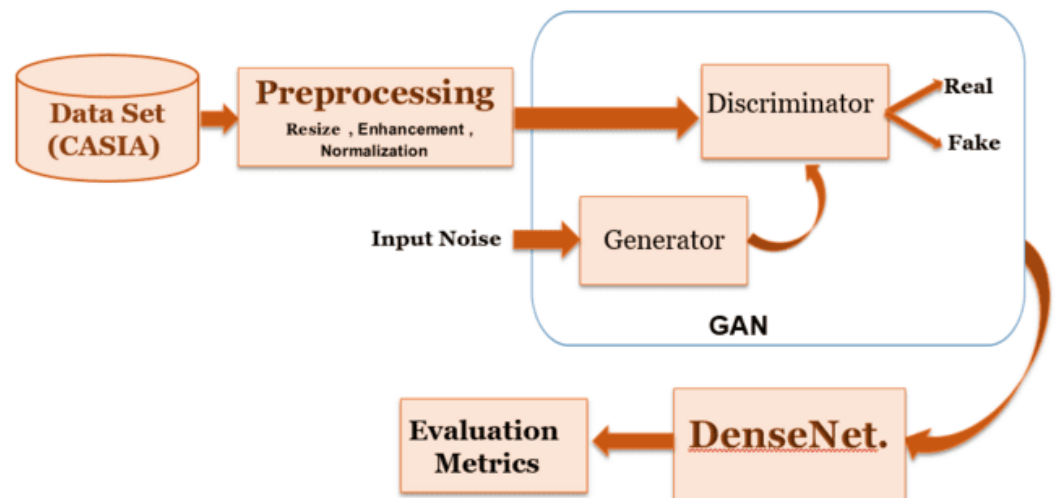 Data Set
(CASIA)
Preprocessing
Resize , Enhancement ,
Normalization
Discriminator
Real
Fake
Input Noise
Generator
GAN
DenseNet.
Evaluation
Metrics